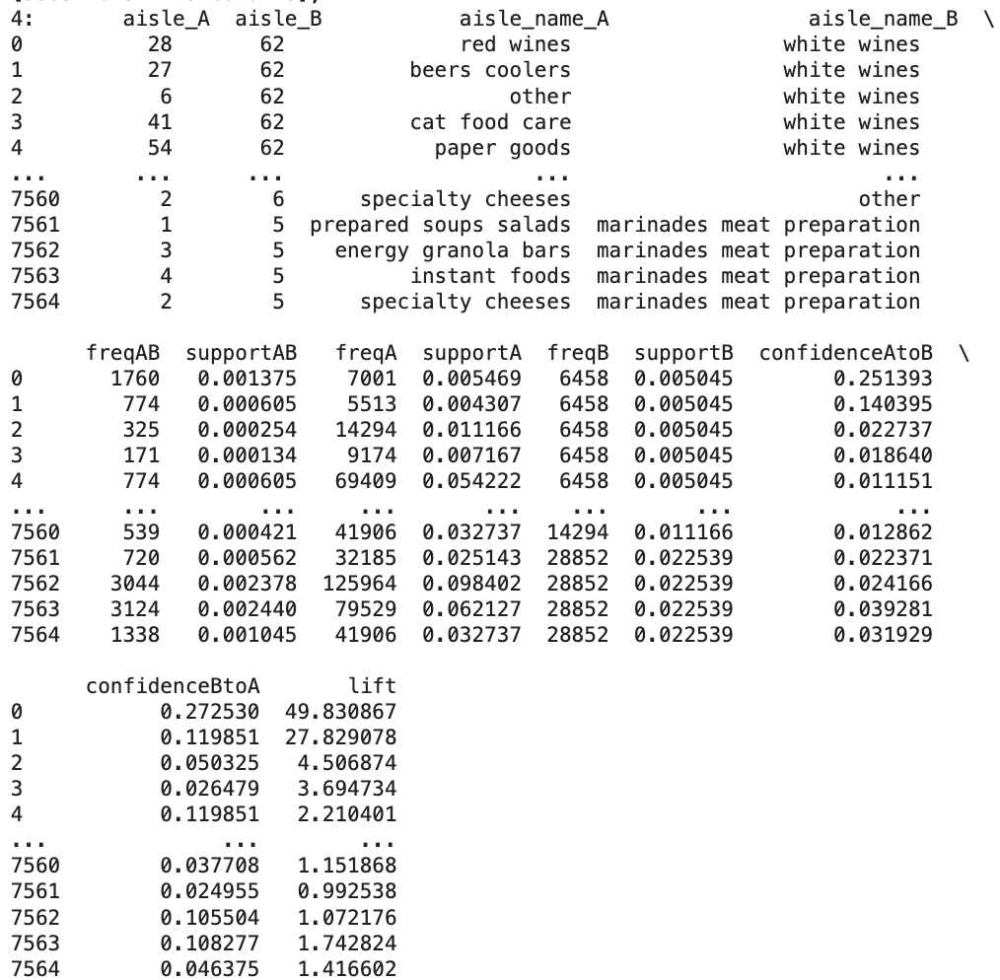 4:       aisle_A  aisle_B           aisle_name_A                aisle_name_B  \
0          28       62              red wines                 white wines
1          27       62         beers coolers                 white wines
2           6       62                  other                 white wines
3          41       62          cat food care                 white wines
4          54       62            paper goods                 white wines
...       ...      ...                    ...                         ...
7560        2        6      specialty cheeses                       other
7561        1        5  prepared soups salads  marinades meat preparation
7562        3        5    energy granola bars  marinades meat preparation
7563        4        5          instant foods  marinades meat preparation
7564        2        5      specialty cheeses  marinades meat preparation
      freqAB  supportAB   freqA  supportA  freqB  supportB  confidenceAtoB  \
0       1760   0.001375    7001  0.005469   6458  0.005045        0.251393
1        774   0.000605    5513  0.004307   6458  0.005045        0.140395
2        325   0.000254   14294  0.011166   6458  0.005045        0.022737
3        171   0.000134    9174  0.007167   6458  0.005045        0.018640
4        774   0.000605   69409  0.054222   6458  0.005045        0.011151
...      ...        ...     ...       ...    ...       ...             ...
7560     539   0.000421   41906  0.032737  14294  0.011166        0.012862
7561     720   0.000562   32185  0.025143  28852  0.022539        0.022371
7562    3044   0.002378  125964  0.098402  28852  0.022539        0.024166
7563    3124   0.002440   79529  0.062127  28852  0.022539        0.039281
7564    1338   0.001045   41906  0.032737  28852  0.022539        0.031929
      confidenceBtoA       lift
0           0.272530  49.830867
1           0.119851  27.829078
2           0.050325   4.506874
3           0.026479   3.694734
4           0.119851   2.210401
...              ...        ...
7560        0.037708   1.151868
7561        0.024955   0.992538
7562        0.105504   1.072176
7563        0.108277   1.742824
7564        0.046375   1.416602